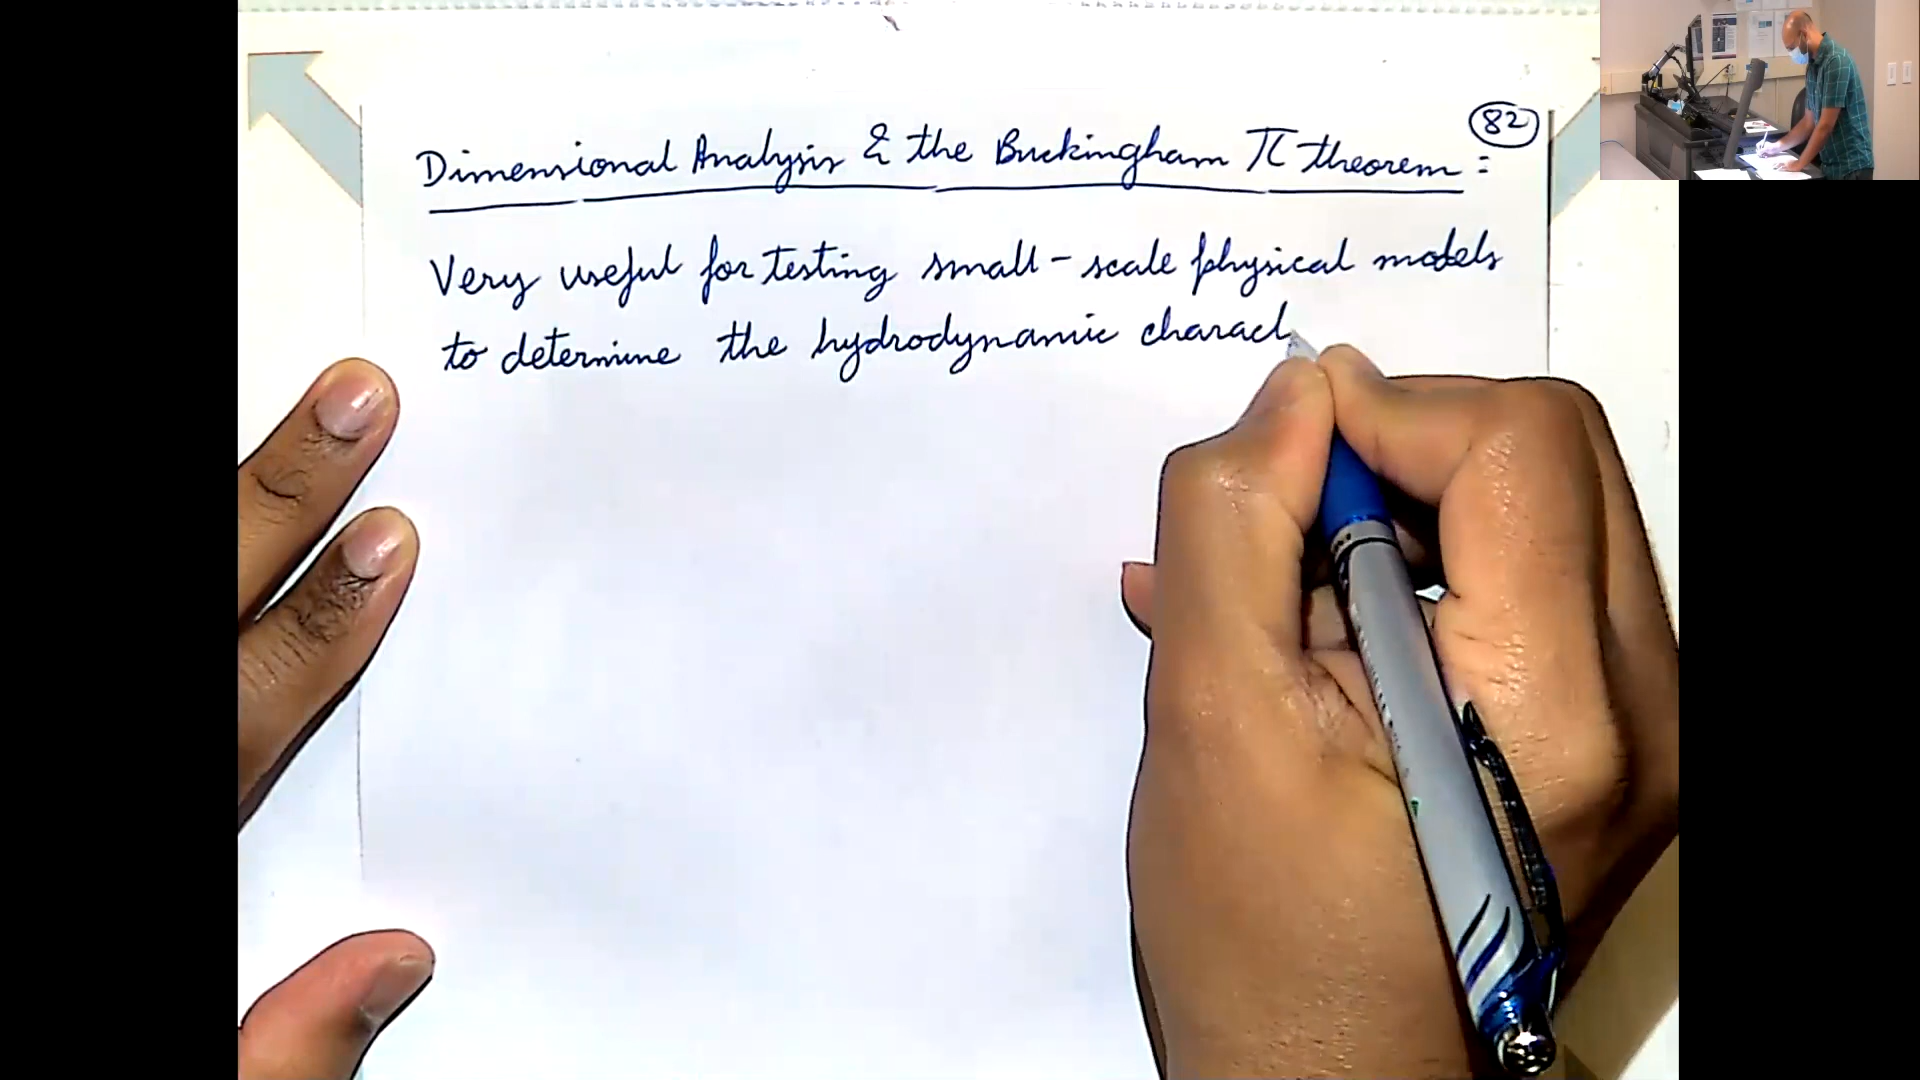 82
Dimensional Analysis & the Buckingham π theorem :
Very useful for testing small-scale physical models
to determine the hydrodynamic charact